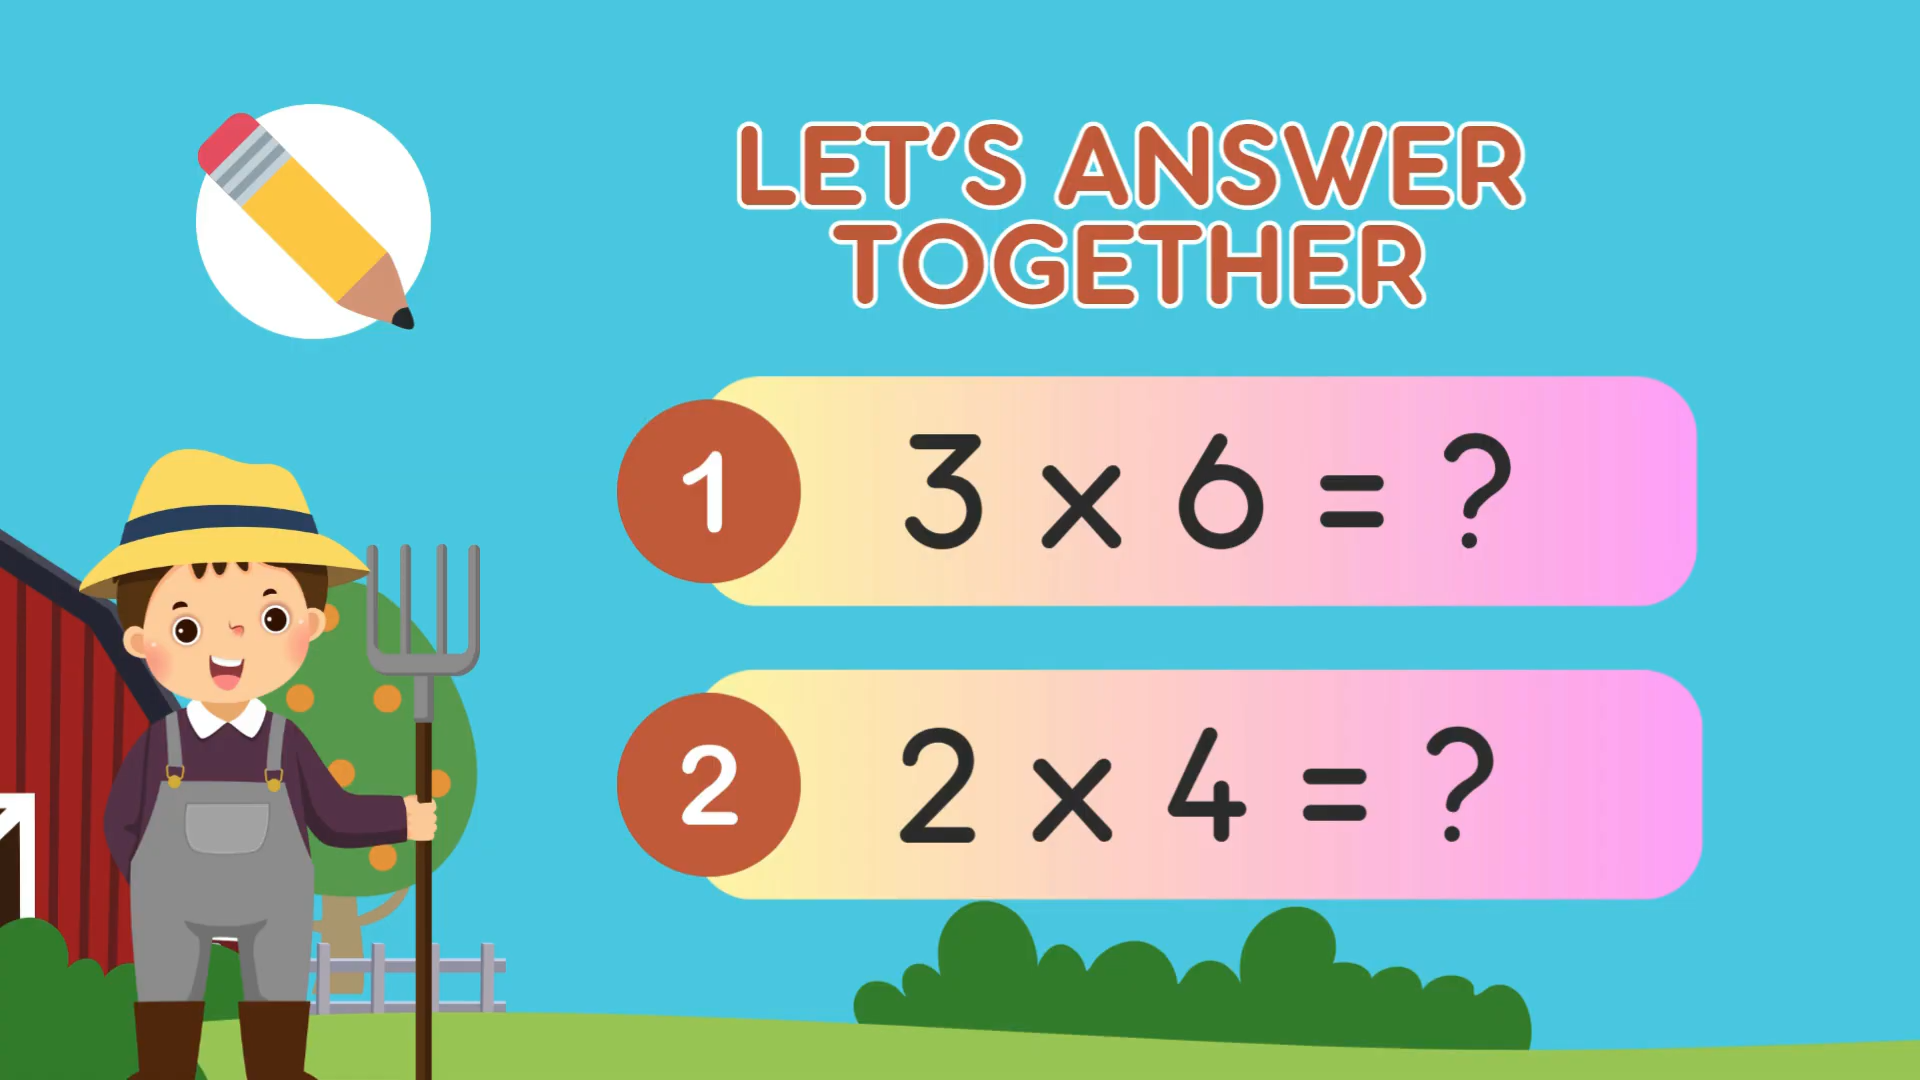 LET'S ANSWER
TOGETHER
1 3 x 6 = ?
2 2 x 4 = ?